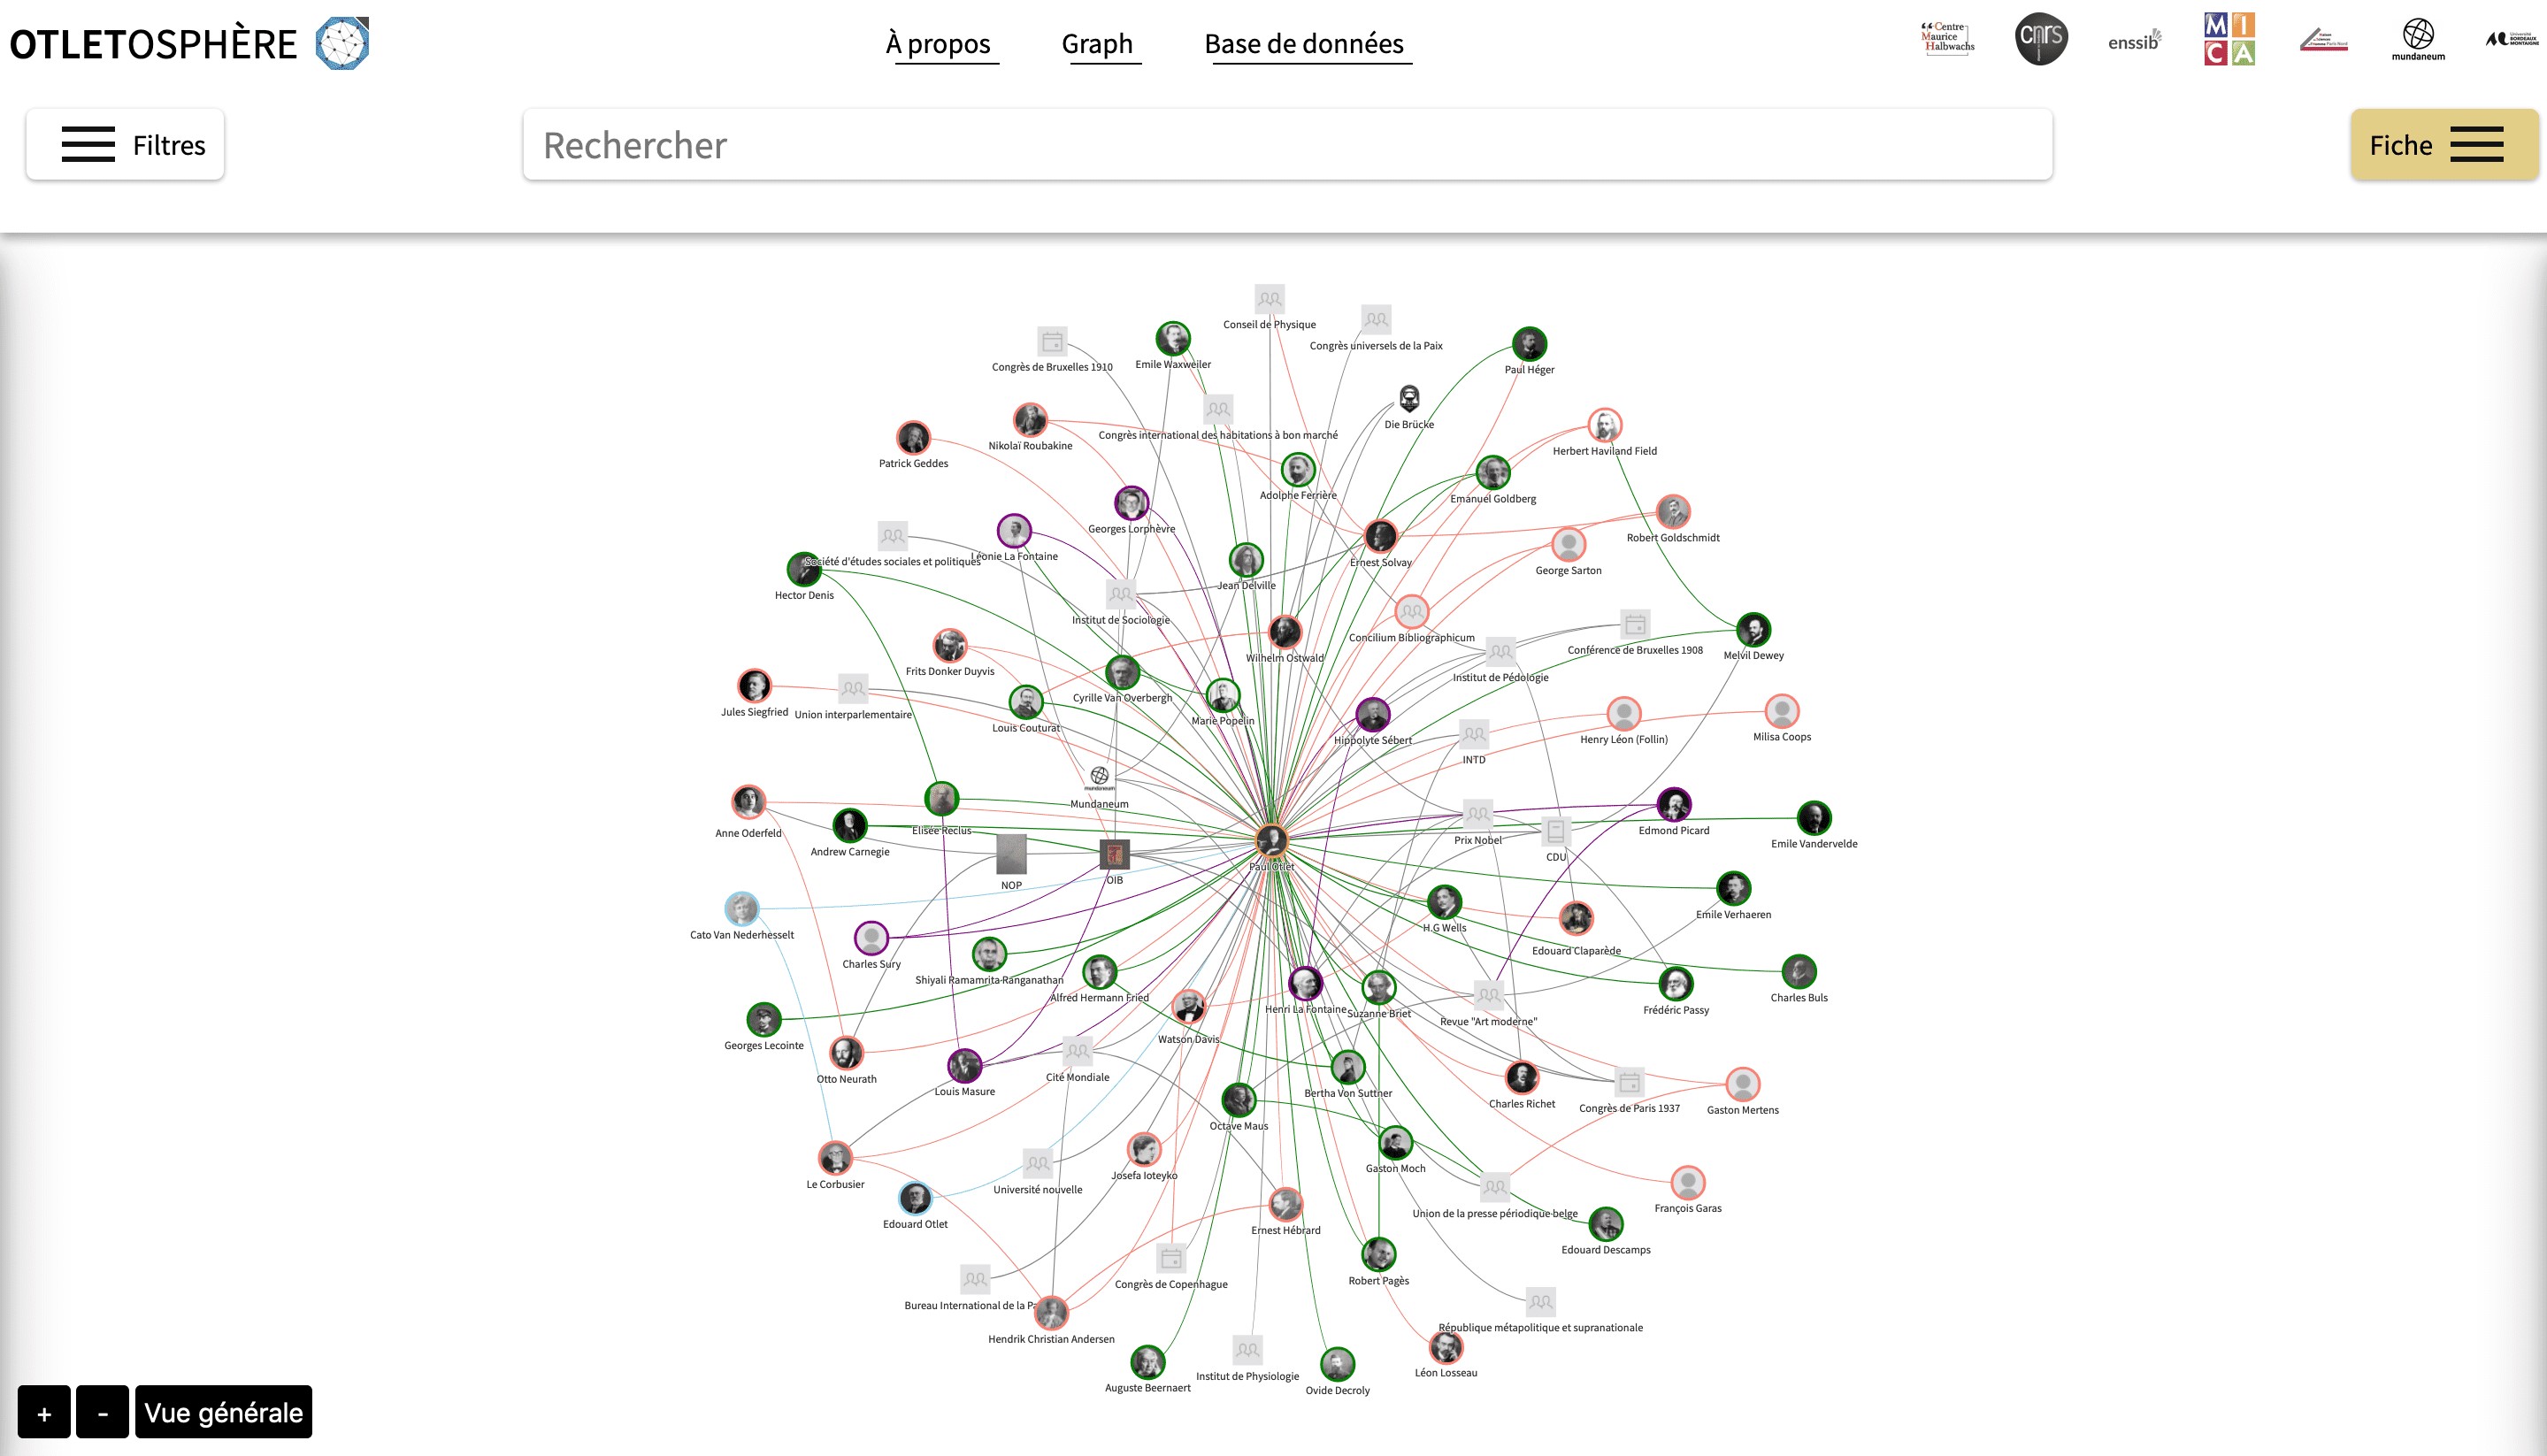 OTLETOSPHÈRE
À propos
Graph
Base de données
Centre Maurice Halbwachs
cnrs
enssib
MICA
mundaneum
Université BORDEAUX MONTAIGNE
Filtres
Rechercher
Fiche
Conseil de Physique
Congrès universels de la Paix
Congrès de Bruxelles 1910
Emile Waxweiler
Paul Héger
Die Brücke
Congrès international des habitations à bon marché
Nikolaï Roubakine
Herbert Haviland Field
Patrick Geddes
Adolphe Ferrière
Emanuel Goldberg
Georges Lorphèvre
Robert Goldschmidt
Léonie La Fontaine
Société d'études sociales et politiques
Ernest Solvay
George Sarton
Jean Delville
Hector Denis
Institut de Sociologie
Concilium Bibliographicum
Conférence de Bruxelles 1908
Melvil Dewey
Wilhelm Ostwald
Frits Donker Duyvis
Institut de Pédologie
Cyrille Van Overbergh
Jules Siegfried
Union interparlementaire
Marie Popelin
Louis Couturat
Hippolyte Sébert
Henry Léon (Follin)
Milisa Coops
INTD
mundaneum
Mundaneum
Anne Oderfeld
Elisée Reclus
Edmond Picard
Prix Nobel
Emile Vandervelde
Andrew Carnegie
CDU
Paul Otlet
OIB
NOP
Emile Verhaeren
H.G Wells
Cato Van Nederhesselt
Edouard Claparède
Charles Sury
Shiyali Ramamrita Ranganathan
Alfred Hermann Fried
Charles Buls
Henri La Fontaine
Suzanne Briet
Frédéric Passy
Revue "Art moderne"
Watson Davis
Georges Lecointe
Otto Neurath
Cité Mondiale
Louis Masure
Bertha Von Suttner
Charles Richet
Congrès de Paris 1937
Gaston Mertens
Octave Maus
Gaston Moch
Josefa Ioteyko
Le Corbusier
Université nouvelle
François Garas
Union de la presse périodique belge
Edouard Otlet
Ernest Hébrard
Edouard Descamps
Robert Pagès
Congrès de Copenhague
Bureau International de la Pa
République métapolitique et supranationale
Hendrik Christian Andersen
Léon Losseau
Institut de Physiologie
Auguste Beernaert
Ovide Decroly
+
-
Vue générale